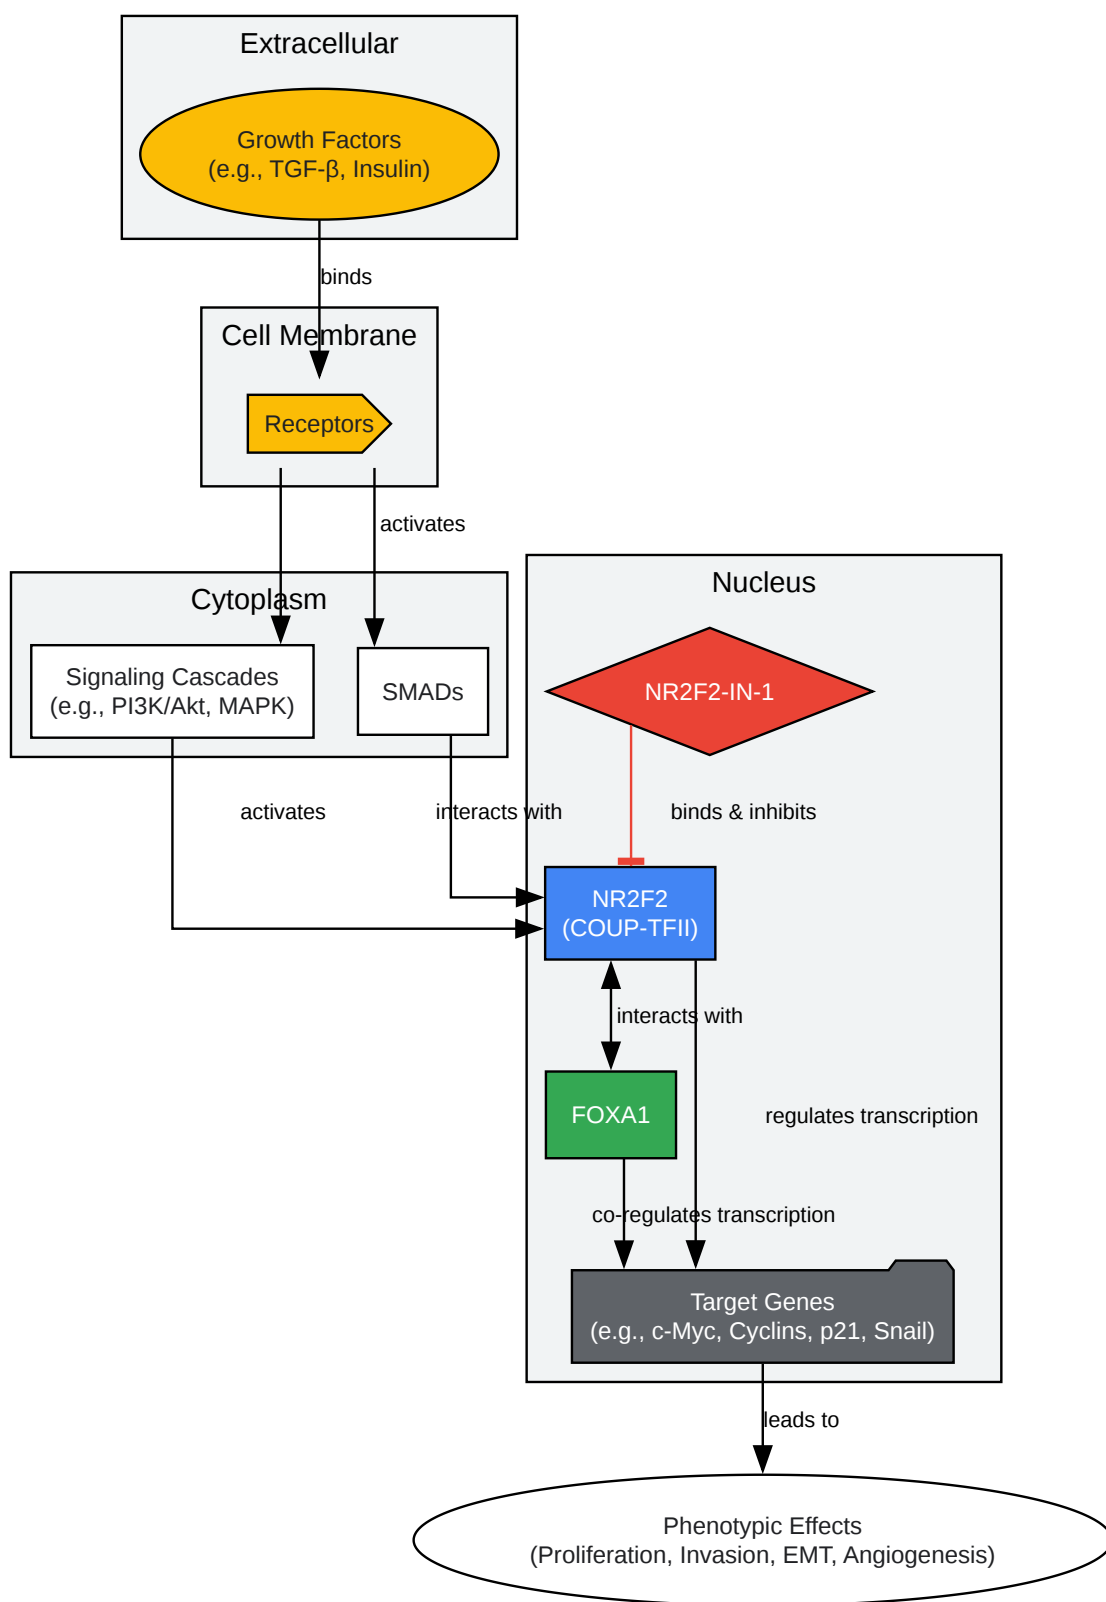 Extracellular
Growth Factors
(e.g., TGF-β, Insulin)
binds
Cell Membrane
Receptors
activates
Cytoplasm
Signaling Cascades
(e.g., PI3K/Akt, MAPK)
SMADs
Nucleus
NR2F2-IN-1
activates
interacts with
binds & inhibits
NR2F2
(COUP-TFII)
interacts with
FOXA1
regulates transcription
co-regulates transcription
Target Genes
(e.g., c-Myc, Cyclins, p21, Snail)
leads to
Phenotypic Effects
(Proliferation, Invasion, EMT, Angiogenesis)